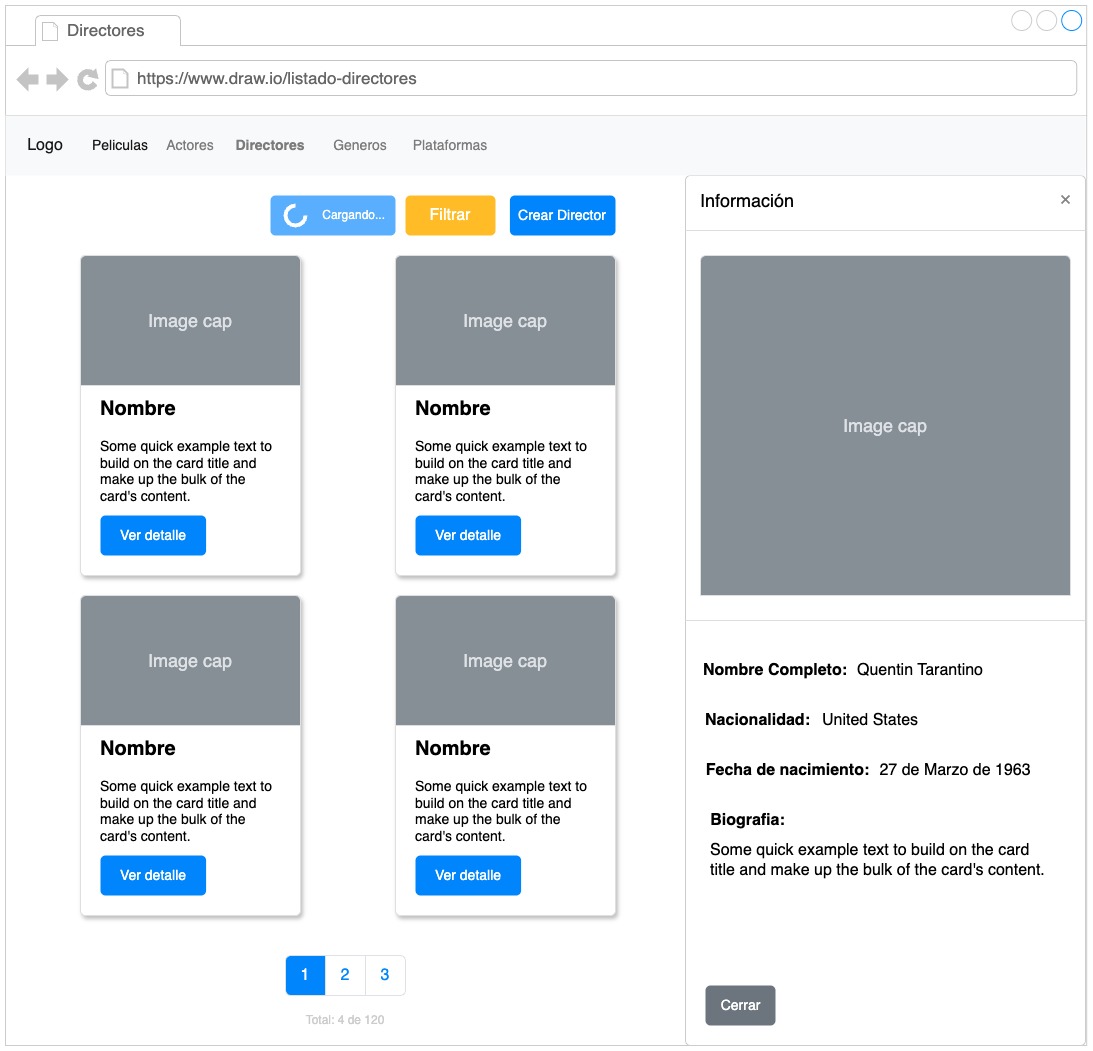 Directores
https://www.draw.io/listado-directores
Logo Peliculas Actores Directores Generos Plataformas
Cargando... Filtrar Crear Director
Image cap
Nombre
Some quick example text to
build on the card title and
make up the bulk of the
card's content.
Ver detalle
Image cap
Nombre
Some quick example text to
build on the card title and
make up the bulk of the
card's content.
Ver detalle
Image cap
Nombre
Some quick example text to
build on the card title and
make up the bulk of the
card's content.
Ver detalle
Image cap
Nombre
Some quick example text to
build on the card title and
make up the bulk of the
card's content.
Ver detalle
1 2 3
Total: 4 de 120
Información ×
Image cap
Nombre Completo: Quentin Tarantino
Nacionalidad: United States
Fecha de nacimiento: 27 de Marzo de 1963
Biografia:
Some quick example text to build on the card
title and make up the bulk of the card's content.
Cerrar